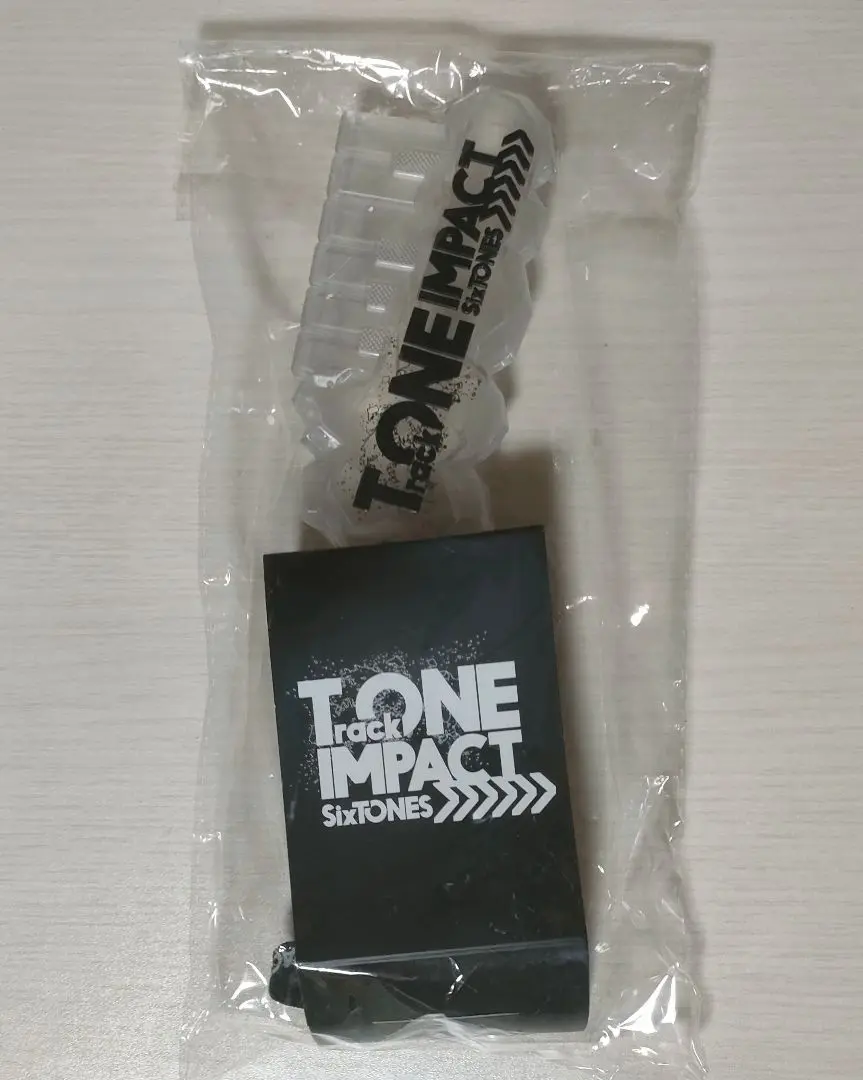 TONE
Track
IMPACT
SixTONES
TONE
Track
IMPACT
SixTONES